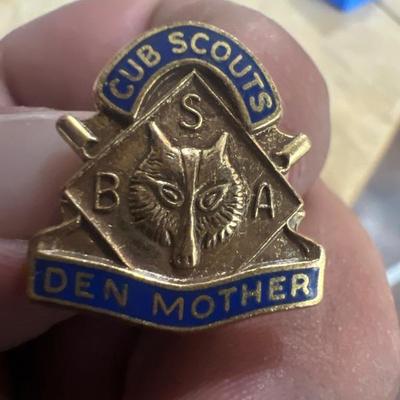 CUB SCOUTS
S
B A
DEN MOTHER